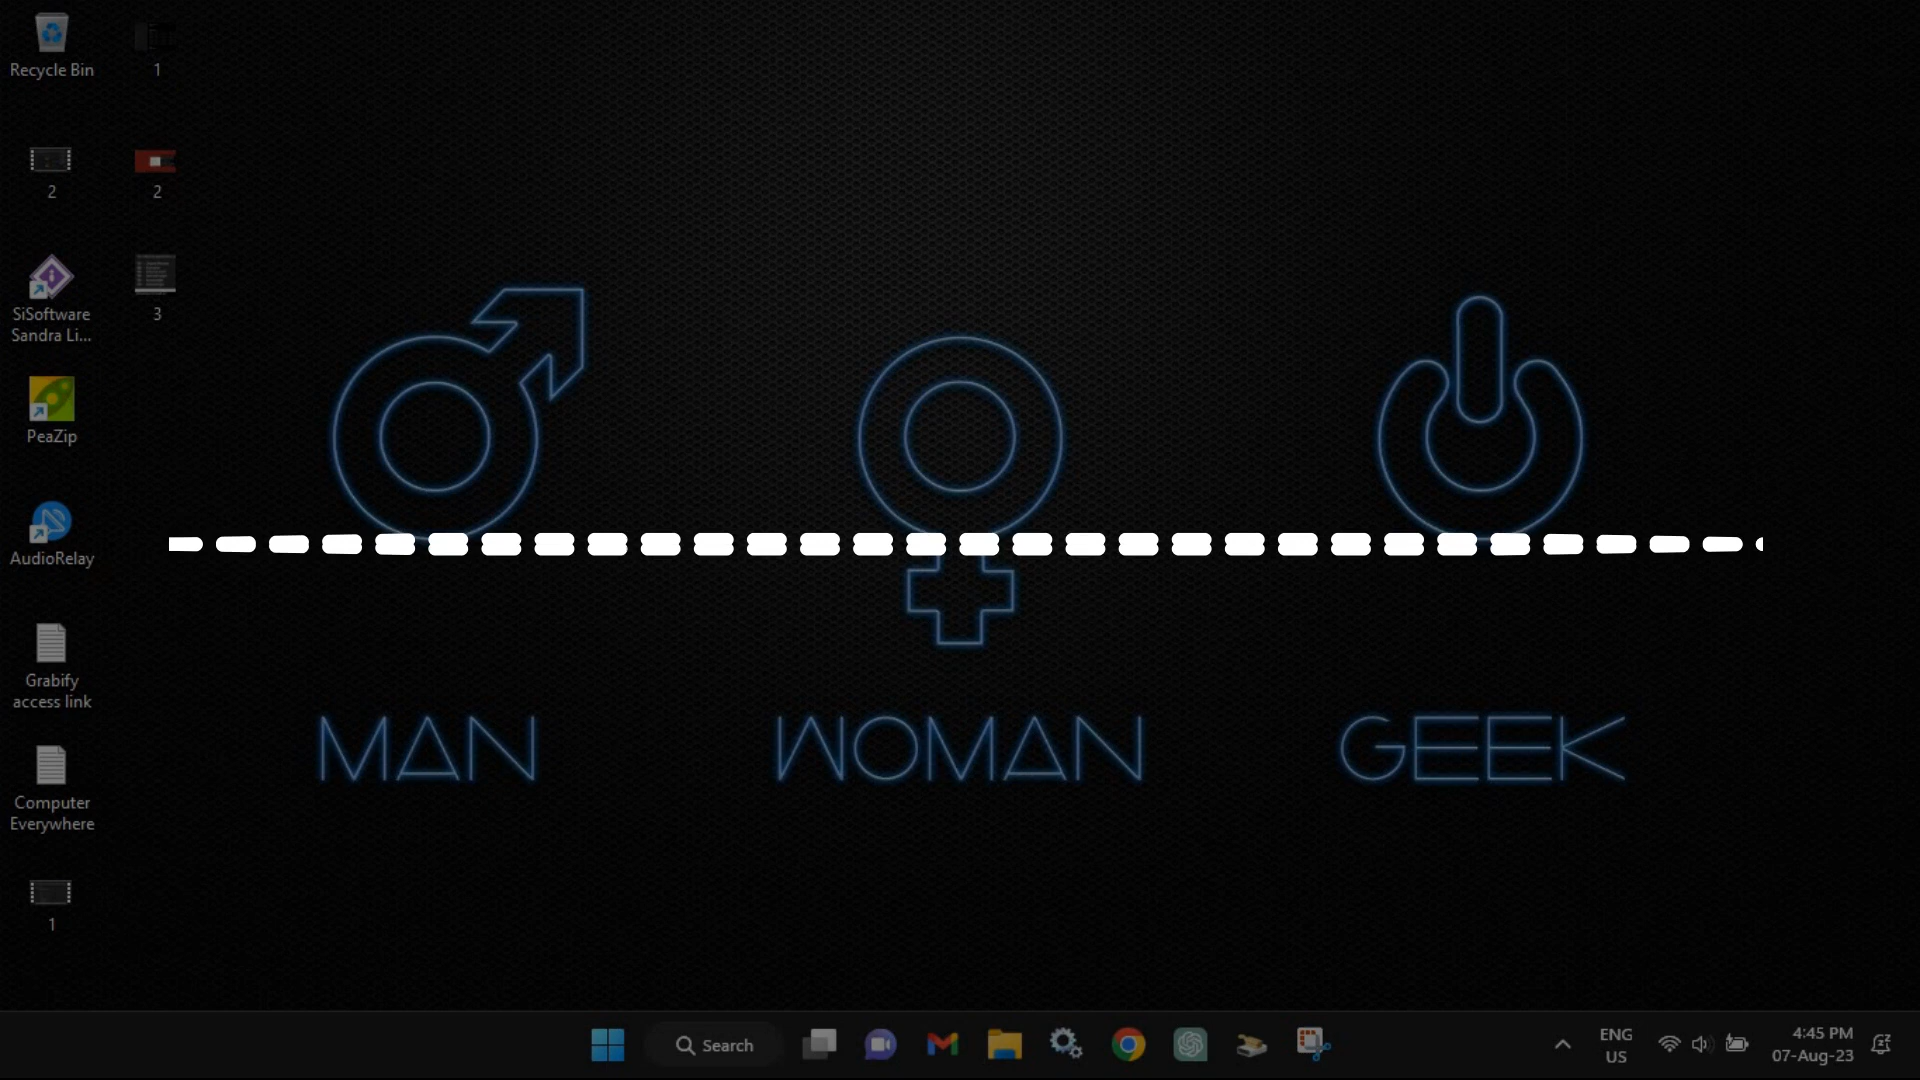 Recycle Bin
1
2
2
SiSoftware
Sandra Li...
3
PeaZip
AudioRelay
Grabify
access link
Computer
Everywhere
1
MAN
WOMAN
GEEK
Search
ENG
US
4:45 PM
07-Aug-23